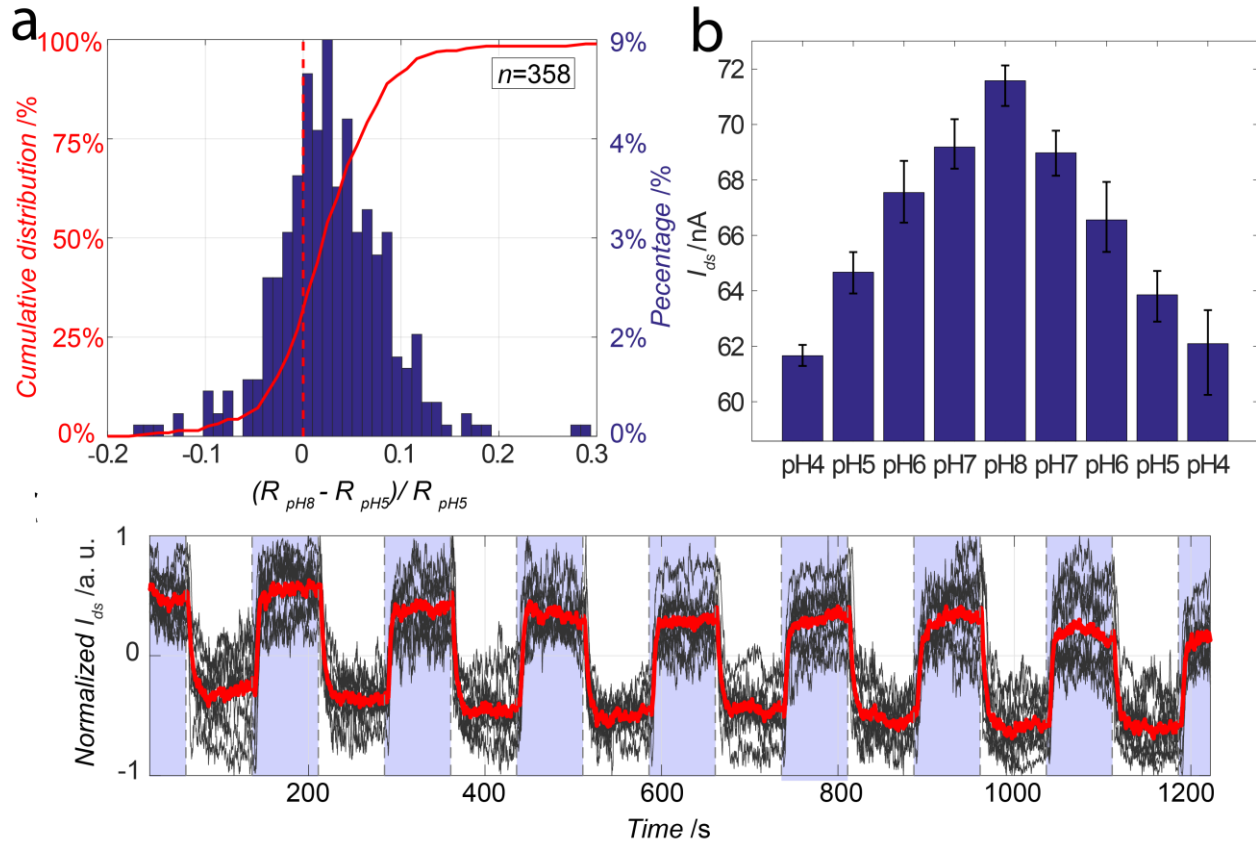 a
100%
75%
50%
25%
0%
Cumulative distribution /%
n=358
9%
4%
3%
2%
0%
Pecentage /%
-0.2
-0.1
0
0.1
0.2
0.3
(R pH8 - R pH5)/ R pH5
b
72
70
68
66
64
62
60
I ds /nA
pH4
pH5
pH6
pH7
pH8
pH7
pH6
pH5
pH4
Normalized I ds /a. u.
1
0
-1
200
400
600
800
1000
1200
Time /s